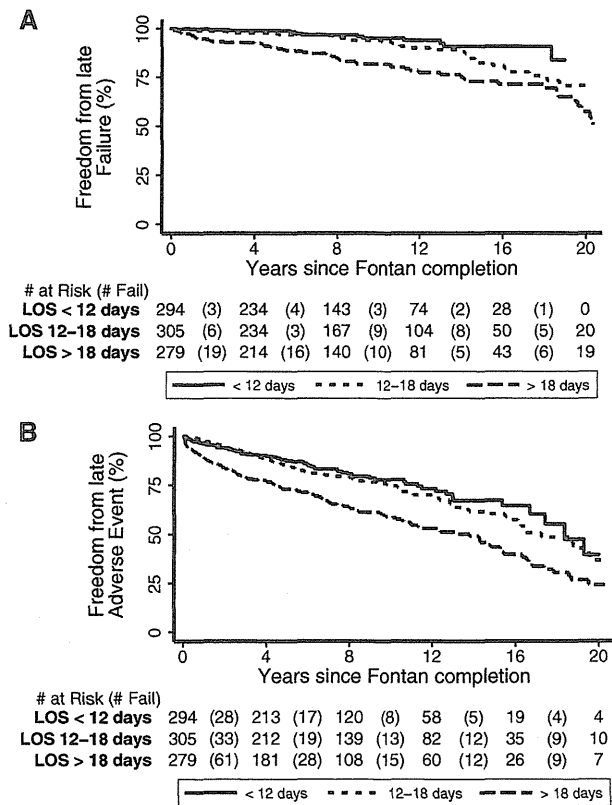 A
Freedom from late
Failure (%)
100
75
50
25
0
0 4 8 12 16 20
Years since Fontan completion
# at Risk (# Fail)
LOS < 12 days 294 (3) 234 (4) 143 (3) 74 (2) 28 (1) 0
LOS 12–18 days 305 (6) 234 (3) 167 (9) 104 (8) 50 (5) 20
LOS > 18 days 279 (19) 214 (16) 140 (10) 81 (5) 43 (6) 19
< 12 days 12–18 days > 18 days
B
Freedom from late
Adverse Event (%)
100
75
50
25
0
0 4 8 12 16 20
Years since Fontan completion
# at Risk (# Fail)
LOS < 12 days 294 (28) 213 (17) 120 (8) 58 (5) 19 (4) 4
LOS 12–18 days 305 (33) 212 (19) 139 (13) 82 (12) 35 (9) 10
LOS > 18 days 279 (61) 181 (28) 108 (15) 60 (12) 26 (9) 7
< 12 days 12–18 days > 18 days